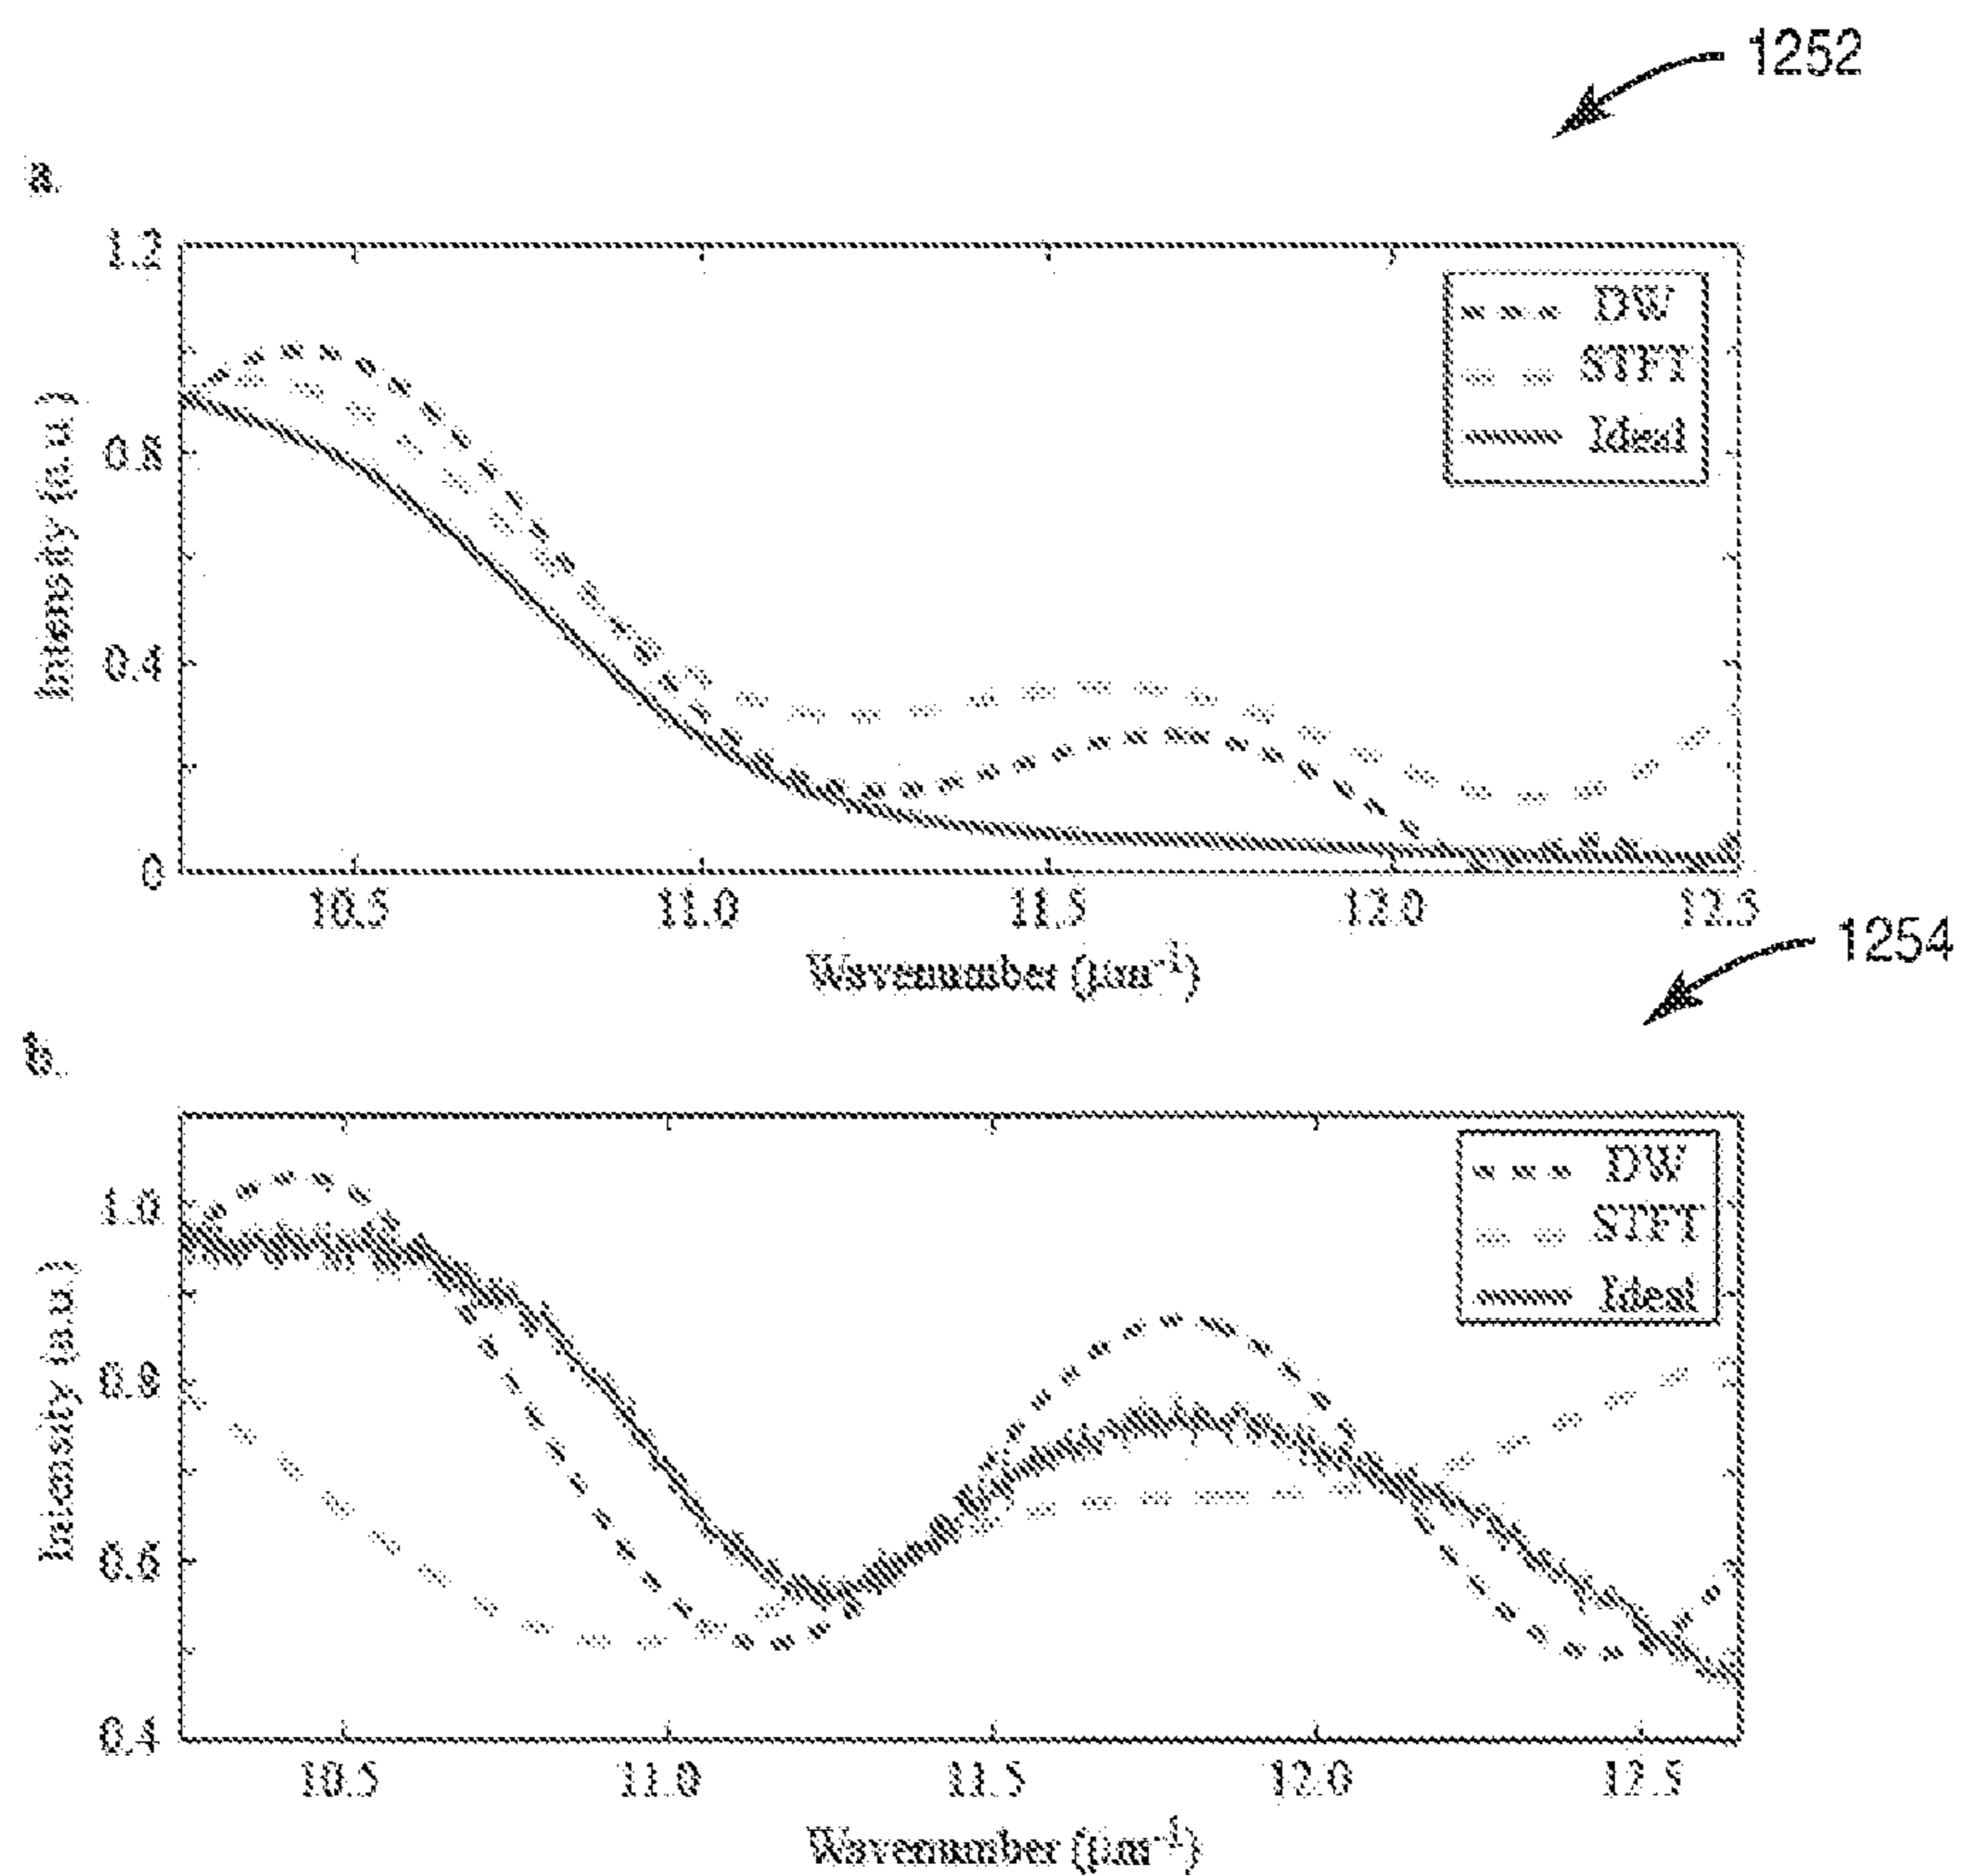 1252
a.
1.2
DW
STFT
Ideal
0.8
0.4
0
Intensity (a.u.)
10.5 11.0 11.5 12.0 12.5
Wavenumber (µm⁻¹)
1254
b.
DW
STFT
Ideal
1.0
0.8
0.6
0.4
Intensity (a.u.)
10.5 11.0 11.5 12.0 12.5
Wavenumber (µm⁻¹)